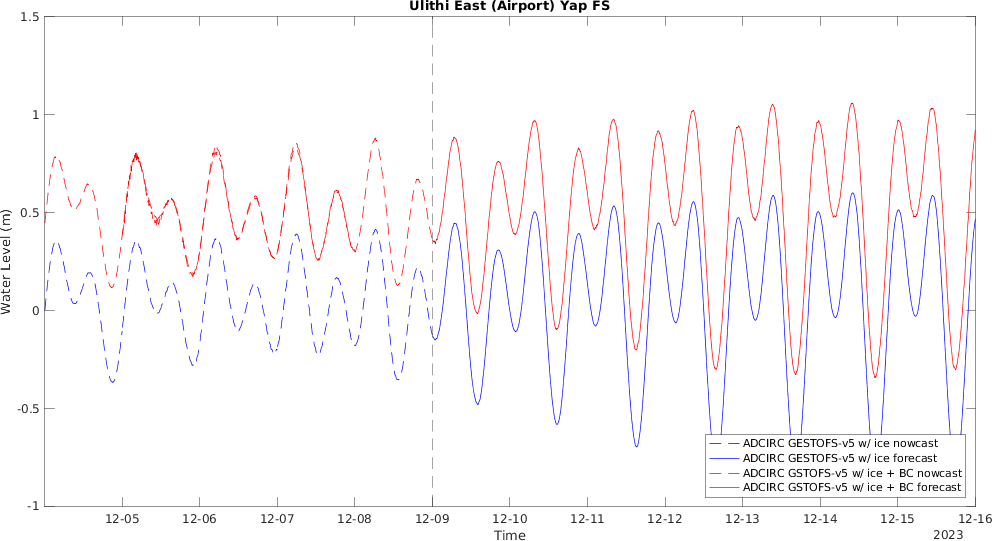 Ulithi East (Airport) Yap FS
1.5
1
0.5
0
-0.5
-1
Water Level (m)
ADCIRC GESTOFS-v5 w/ ice nowcast
ADCIRC GESTOFS-v5 w/ ice forecast
ADCIRC GSTOFS-v5 w/ ice + BC nowcast
ADCIRC GSTOFS-v5 w/ ice + BC forecast
12-05 12-06 12-07 12-08 12-09 12-10 12-11 12-12 12-13 12-14 12-15 12-16
Time
2023